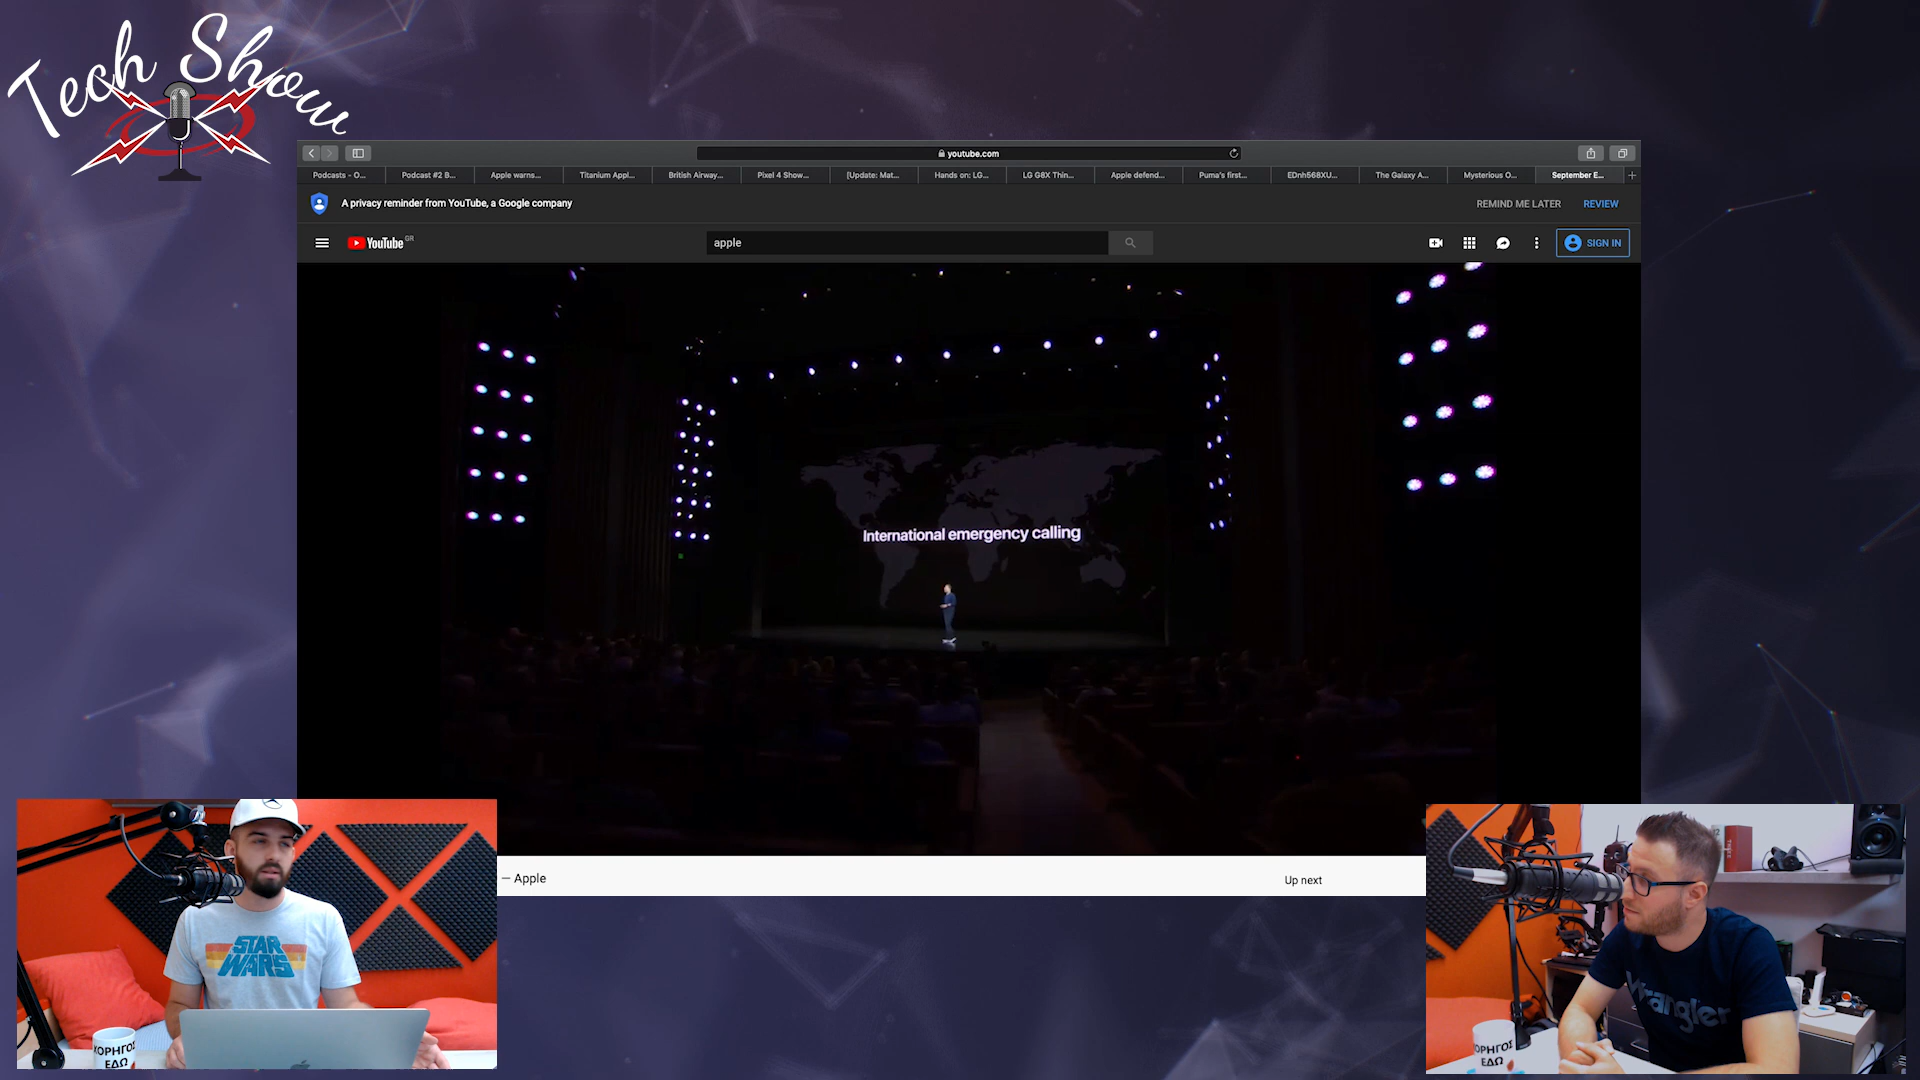 Tech Show
youtube.com
Podcasts - O...
Podcast #2 B...
Apple warns...
Titanium Appl...
British Airway...
Pixel 4 Show...
[Update: Mat...
Hands on: LG...
LG G8X Thin...
Apple defend...
Puma's first...
EDnh568XU...
The Galaxy A...
Mysterious O...
September E...
A privacy reminder from YouTube, a Google company
REMIND ME LATER
REVIEW
YouTube GR
apple
SIGN IN
International emergency calling
— Apple
Up next
STAR
WARS
ΧΟΡΗΓΟΣ
ΕΔΩ
Wrangler
ΧΟΡΗΓΟΣ
ΕΔΩ